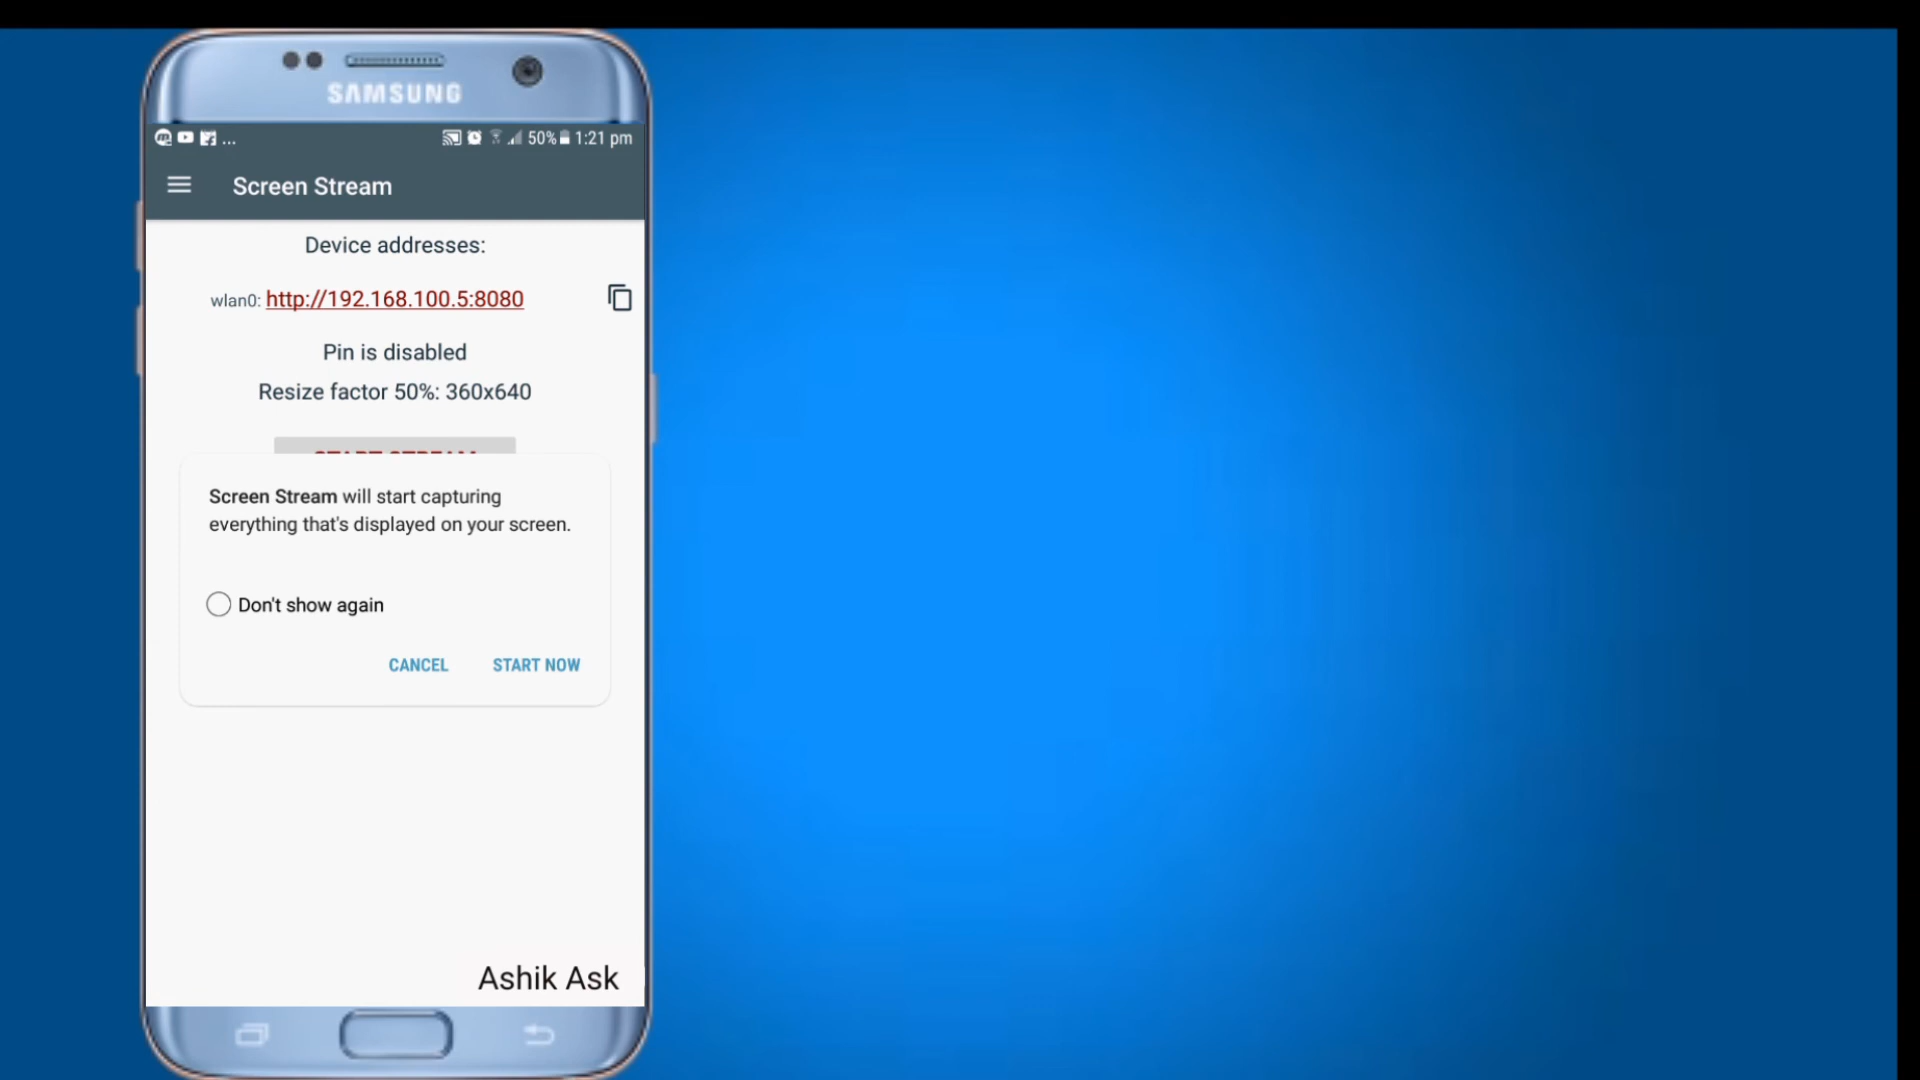 SAMSUNG
... 50% 1:21 pm
Screen Stream
Device addresses:
wlan0: http://192.168.100.5:8080
Pin is disabled
Resize factor 50%: 360x640
START STREAM
Screen Stream will start capturing
everything that's displayed on your screen.
Don't show again
CANCEL START NOW
Ashik Ask